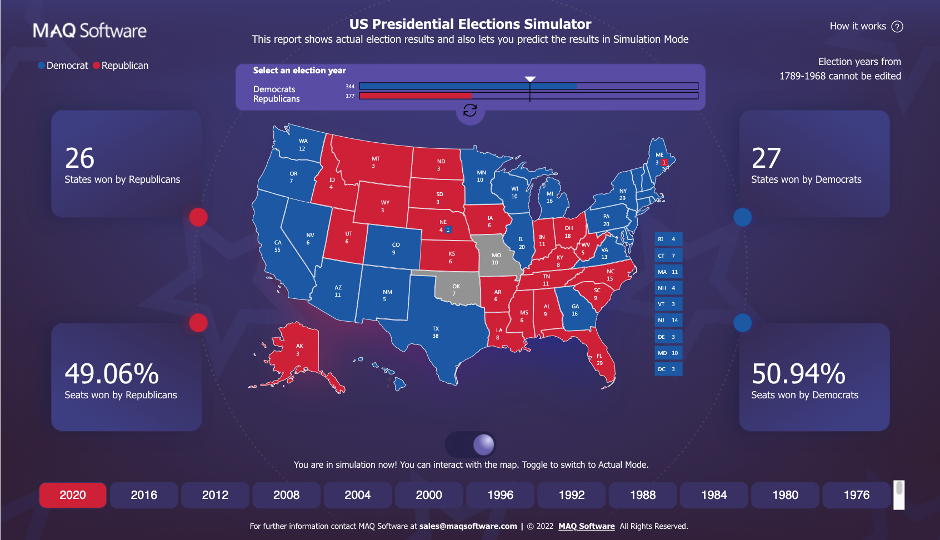 MAQ Software
US Presidential Elections Simulator
This report shows actual election results and also lets you predict the results in Simulation Mode
How it works ?
Democrat Republican
Election years from
1789-1968 cannot be edited
Select an election year
Democrats 344
Republicans 177
26
States won by Republicans
27
States won by Democrats
49.06%
Seats won by Republicans
50.94%
Seats won by Democrats
WA
12
OR
7
CA
55
NV
6
ID
4
MT
3
WY
3
UT
6
AZ
11
CO
9
NM
5
ND
3
SD
3
NE
4
KS
6
OK
7
TX
38
MN
10
IA
6
MO
10
AR
6
LA
8
WI
10
IL
20
MI
16
IN
11
OH
18
KY
8
TN
11
MS
6
AL
9
GA
16
FL
29
SC
9
NC
15
VA
13
WV
5
PA
20
NY
29
ME
3 1
AK
3
RI 4
CT 7
MA 11
NH 4
VT 3
NJ 14
DE 3
MD 10
DC 3
You are in simulation now! You can interact with the map. Toggle to switch to Actual Mode.
2020 2016 2012 2008 2004 2000 1996 1992 1988 1984 1980 1976
For further information contact MAQ Software at sales@maqsoftware.com | © 2022 MAQ Software All Rights Reserved.